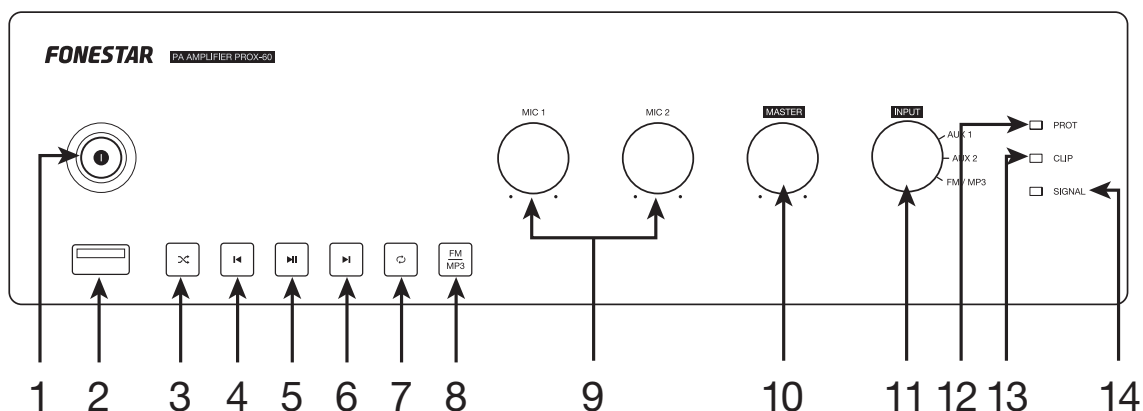 FONESTAR PA AMPLIFIER PROX-60
MIC 1 MIC 2 MASTER INPUT
AUX 1
AUX 2
FM / MP3
PROT
CLIP
SIGNAL
FM
MP3
1 2 3 4 5 6 7 8 9 10 11 12 13 14